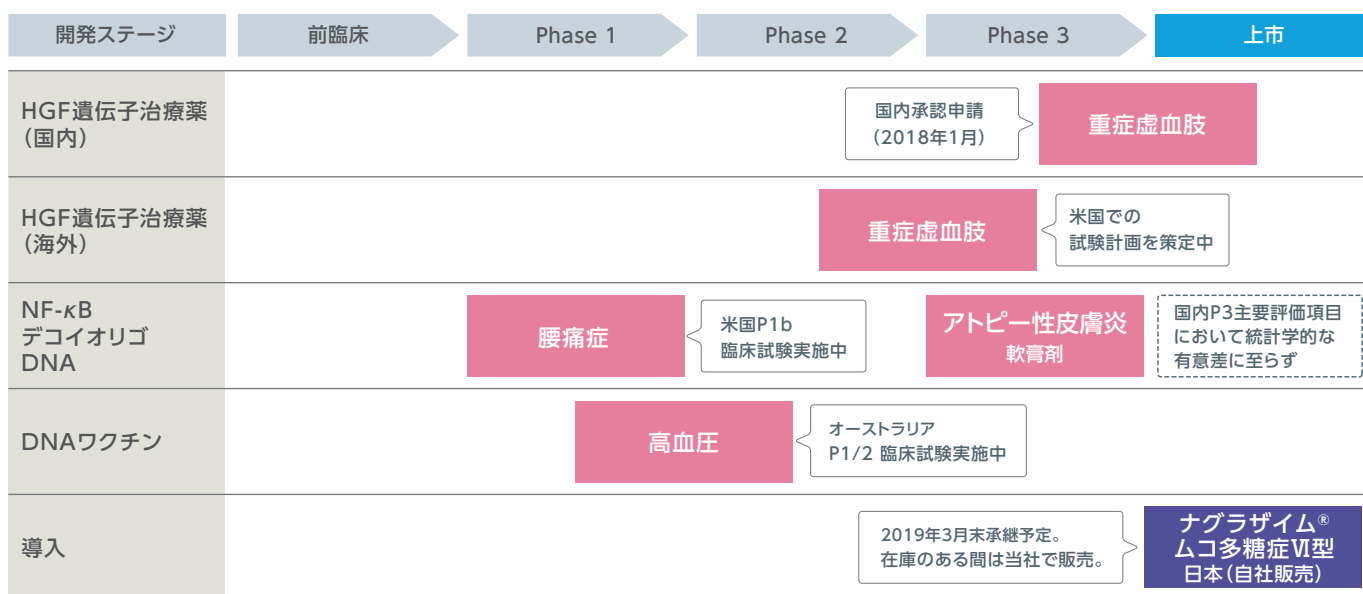 開発ステージ
前臨床
Phase 1
Phase 2
Phase 3
上市
HGF遺伝子治療薬
(国内)
国内承認申請
(2018年1月)
重症虚血肢
HGF遺伝子治療薬
(海外)
重症虚血肢
米国での
試験計画を策定中
NF-κB
デコイオリゴ
DNA
腰痛症
米国P1b
臨床試験実施中
アトピー性皮膚炎
軟膏剤
国内P3主要評価項目
において統計学的な
有意差に至らず
DNAワクチン
高血圧
オーストラリア
P1/2 臨床試験実施中
導入
2019年3月末承継予定。
在庫のある間は当社で販売。
ナグラザイム®
ムコ多糖症Ⅵ型
日本(自社販売)